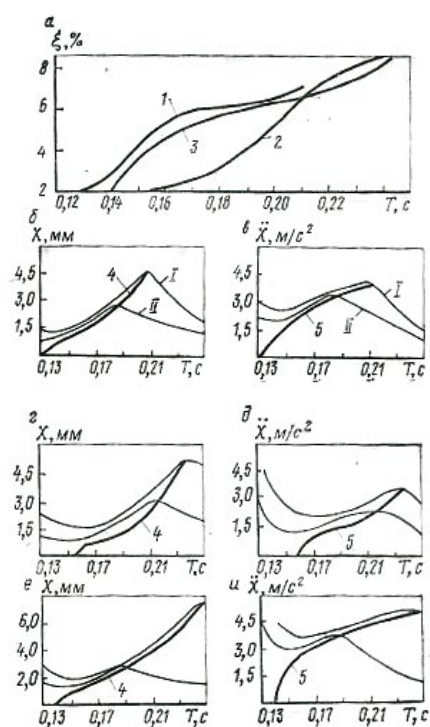 а
ξ,%
8
6
4
2
1
3
2
0,12 0,14 0,16 0,18 0,20 0,22 T,с
б X,мм
4,5
3,0
1,5
4 I
II
0,13 0,17 0,21 T,с
в Ẍ,м/с²
4,5
3,0
1,5
I
5 II
0,13 0,17 0,21 T,с
г X,мм
4,5
3,0
1,5
4
0,13 0,17 0,21 T,с
д Ẍ,м/с²
4,5
3,0
1,5
5
0,13 0,17 0,21 T,с
е X,мм
6,0
4,0
2,0
4
0,13 0,17 0,21 T,с
и Ẍ,м/с²
4,5
3,0
1,5
5
0,13 0,17 0,21 T,с